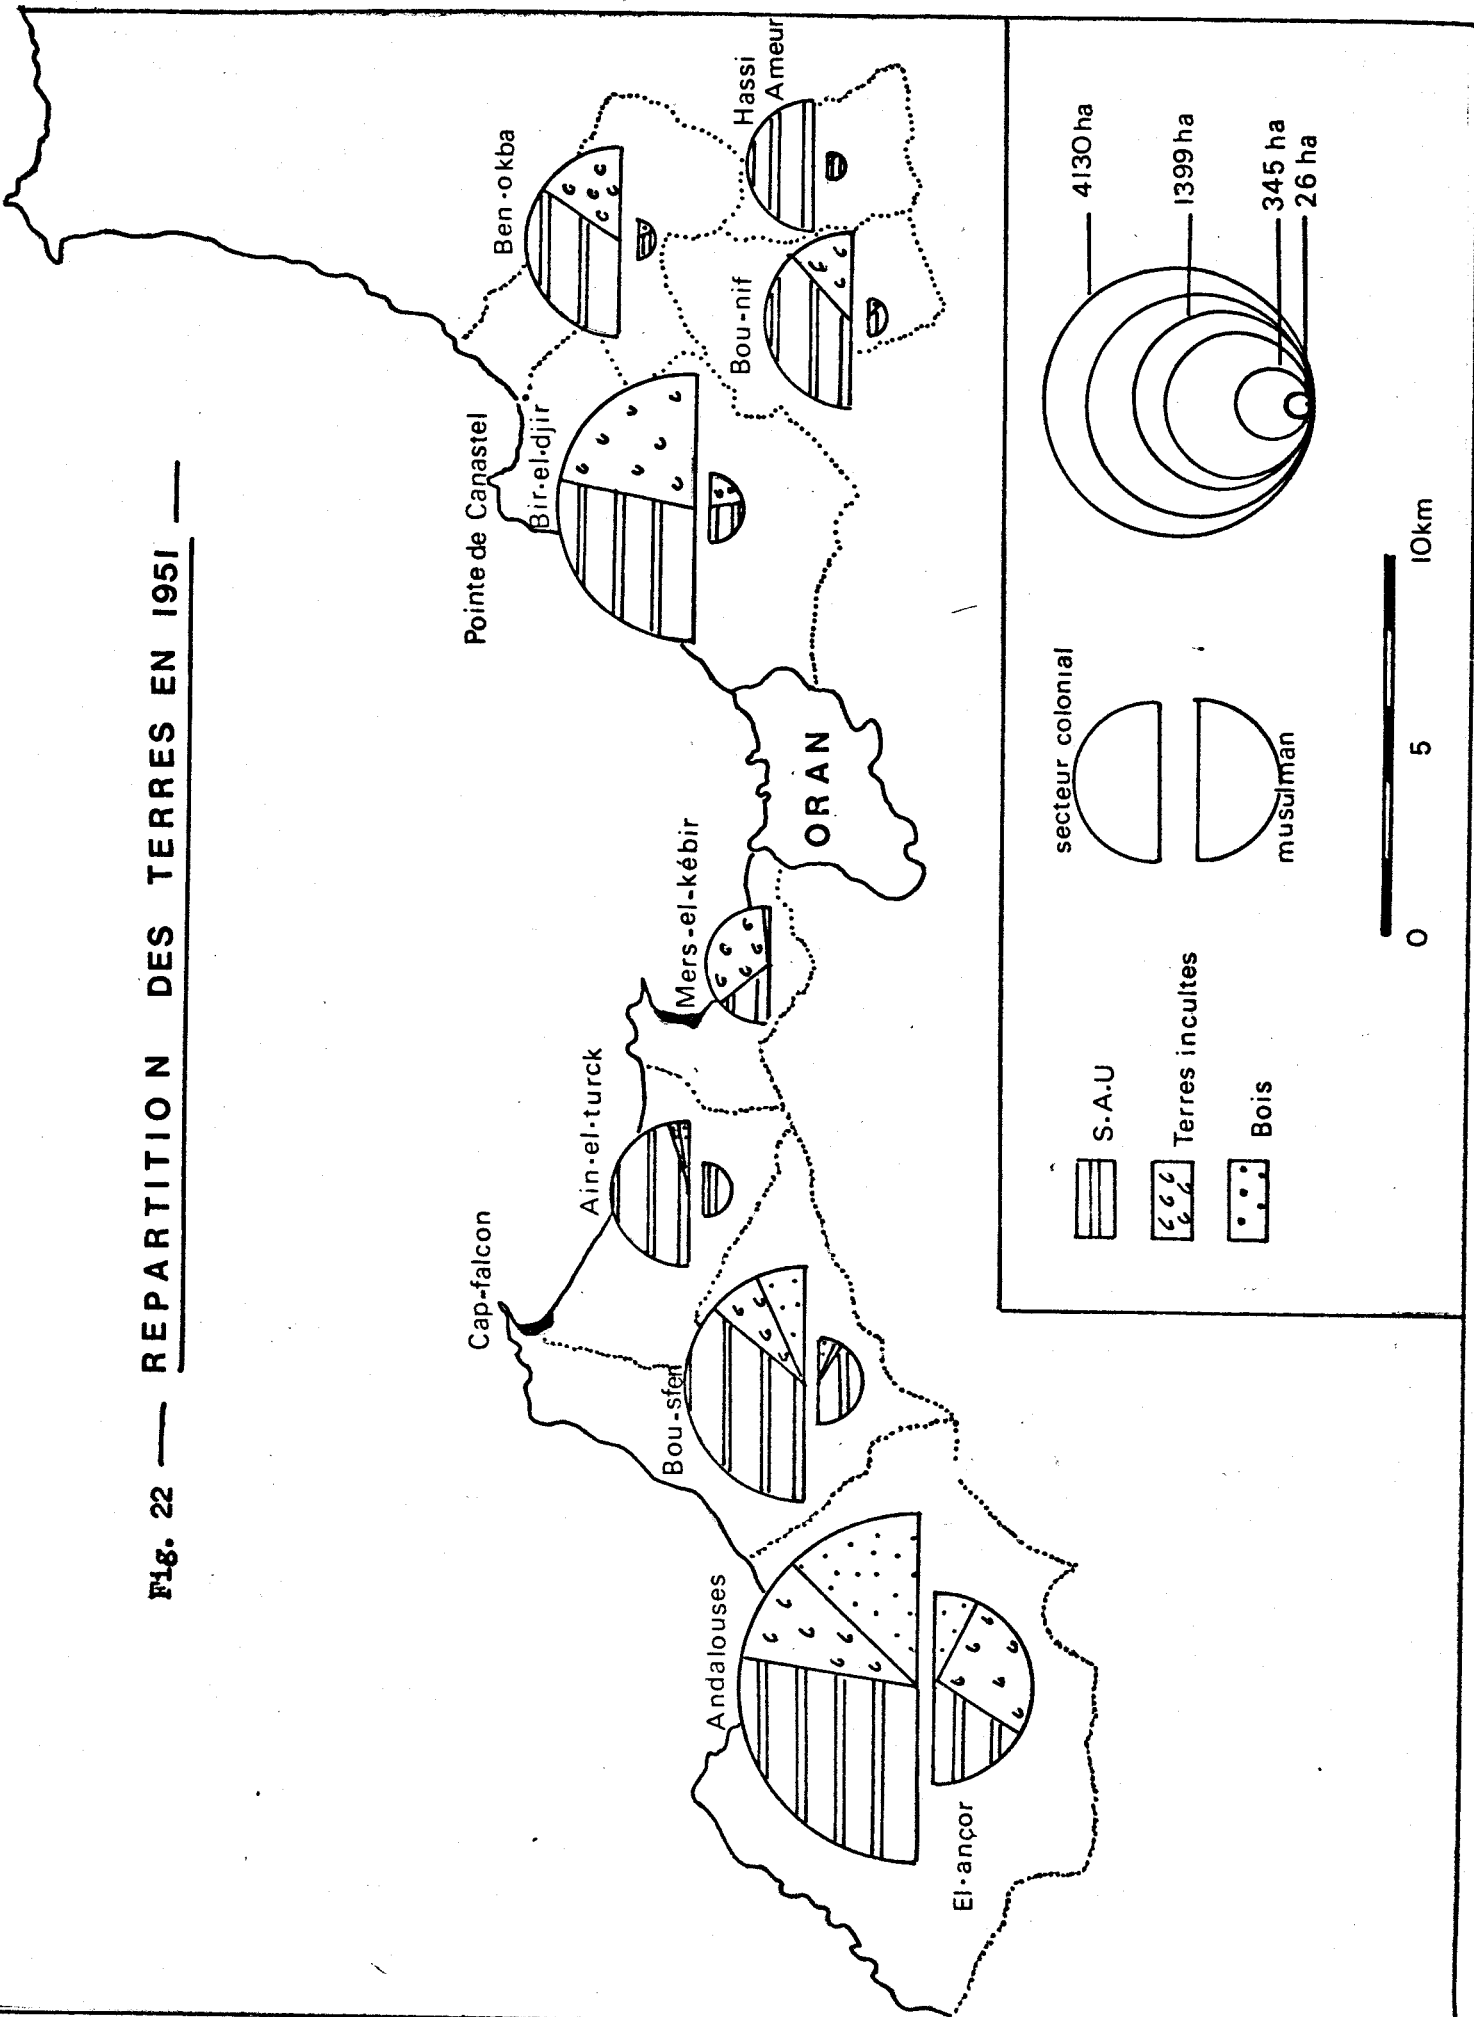 Fig. 22 — REPARTITION DES TERRES EN 1951 —
Cap-falcon
Pointe de Canastel
Ben-okba
Bir-el-djir
Ain-el-turck
Bou-sfer
Mers-el-kébir
Andalouses
Bou-nif
Hassi
Ameur
ORAN
El-ançor
S.A.U
Terres incultes
Bois
secteur colonial
musulman
4130 ha
1399 ha
345 ha
26 ha
0 5 10km